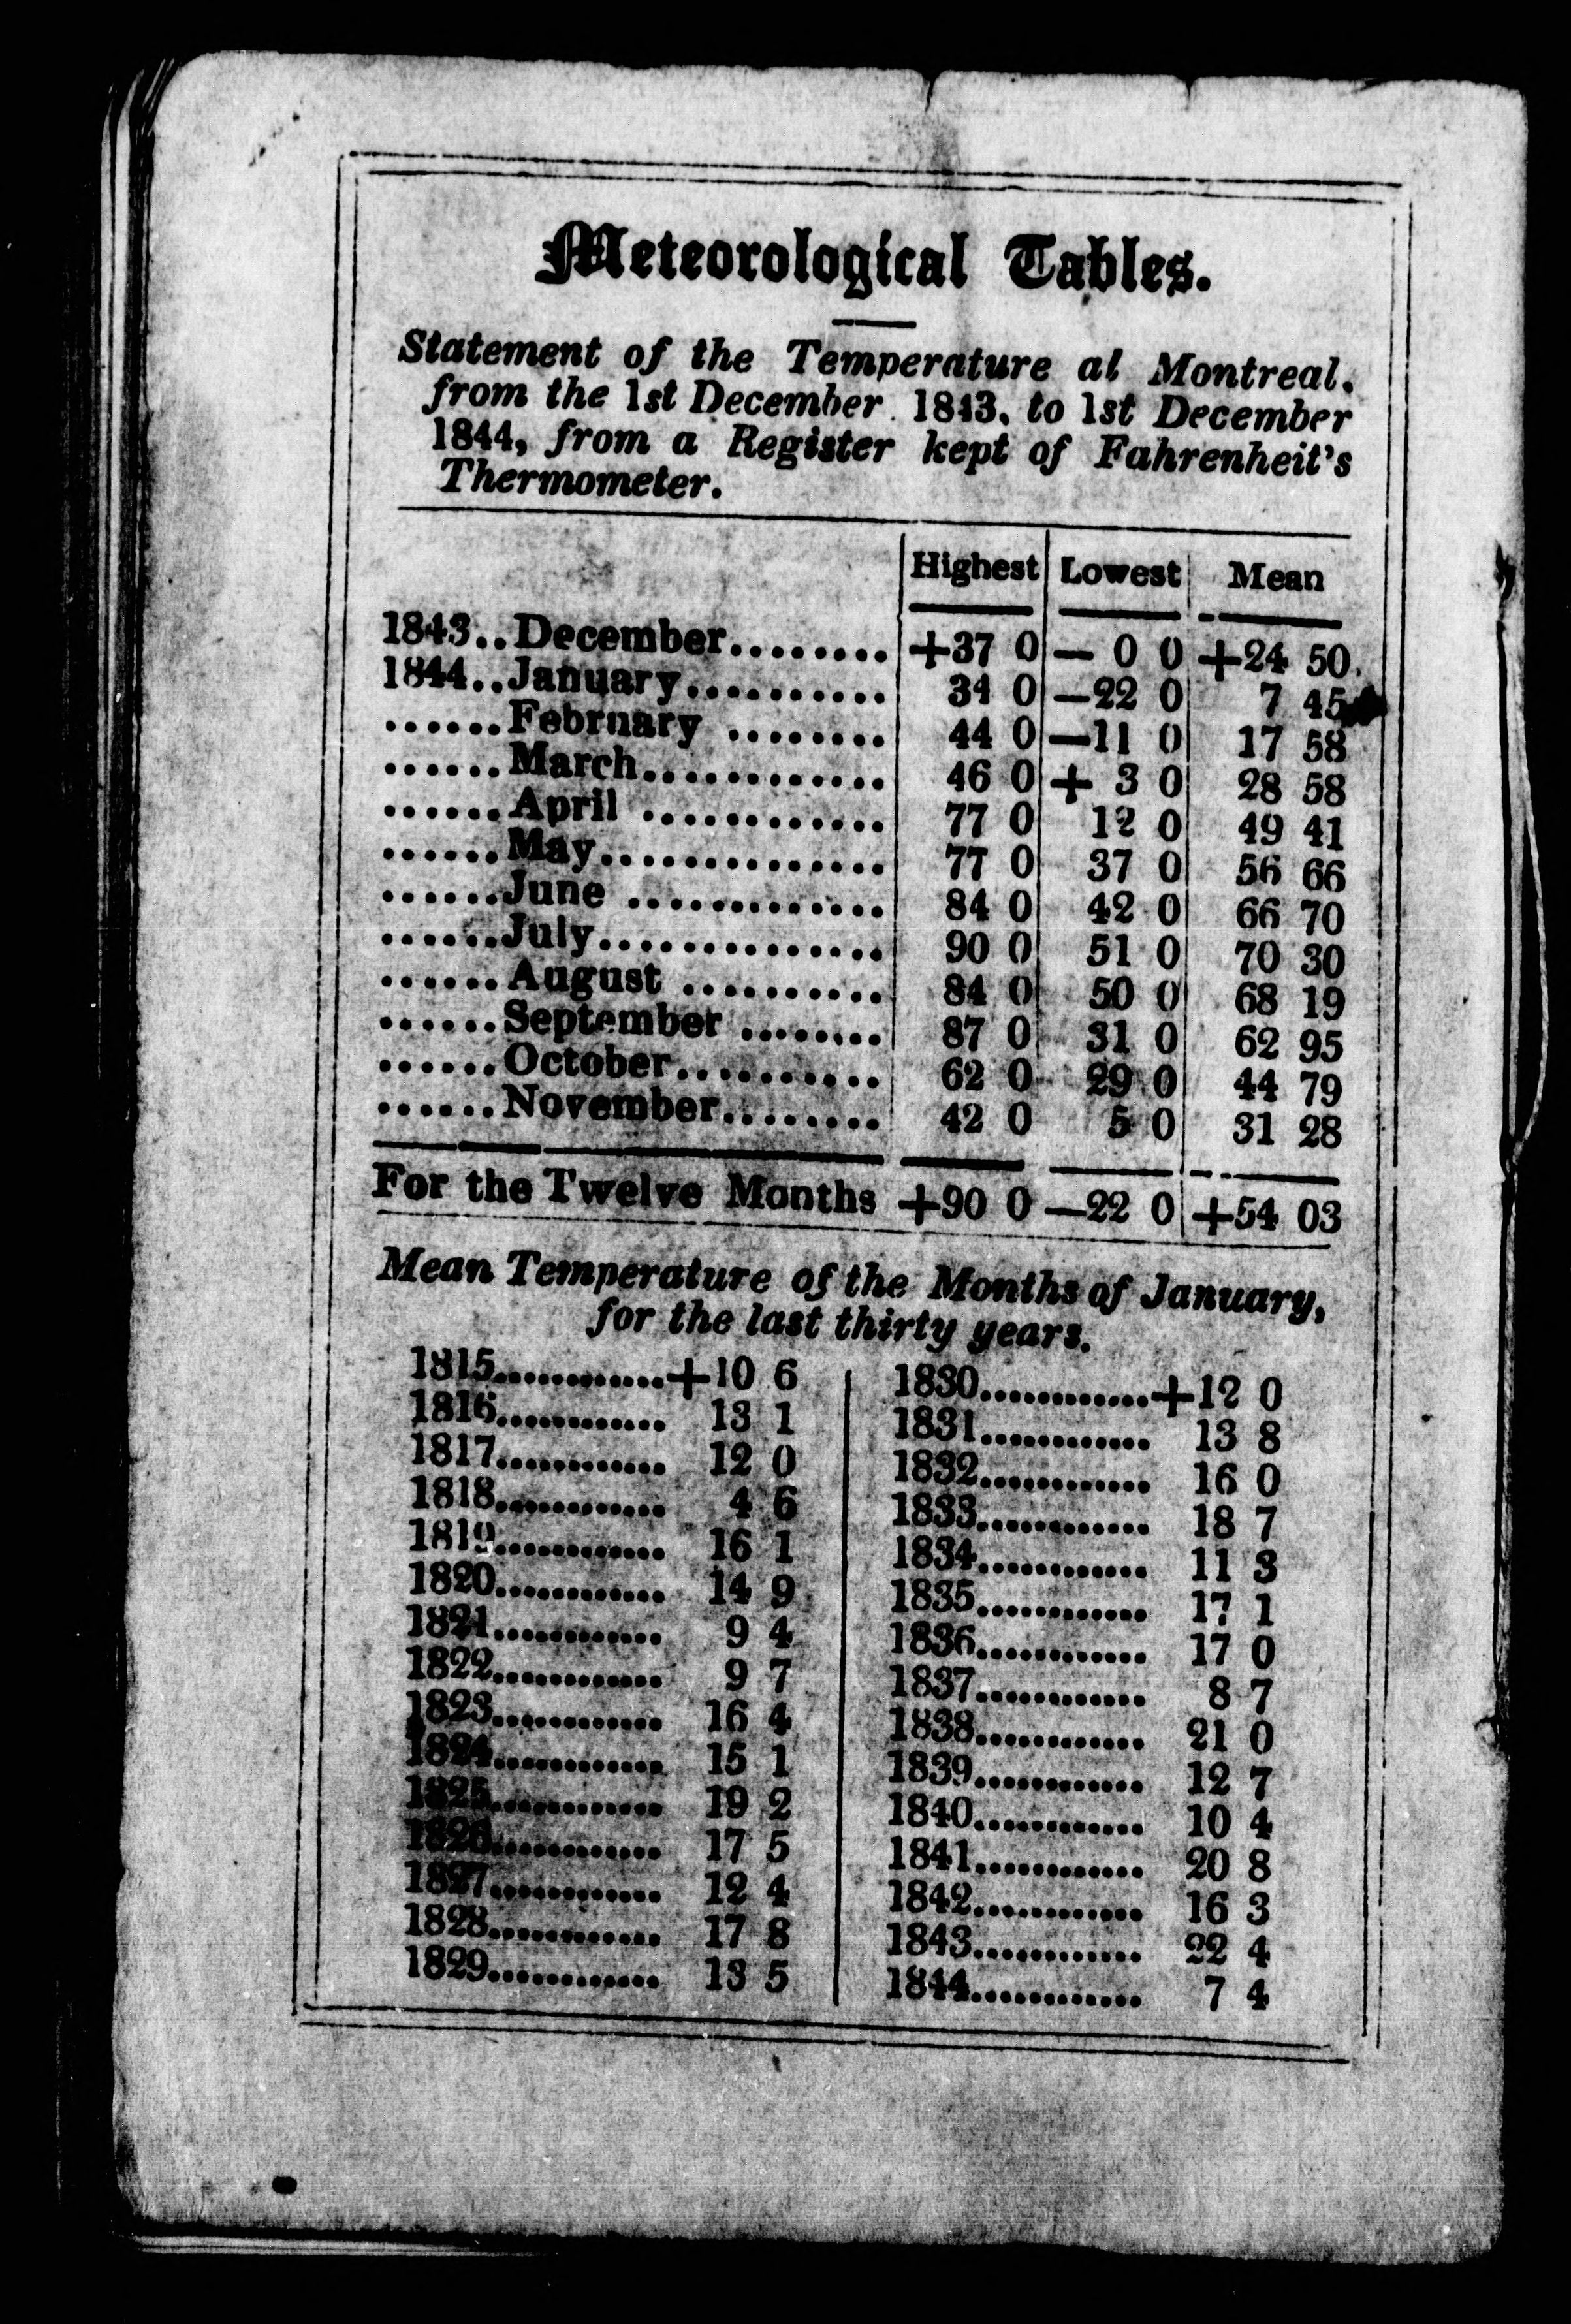 Meteorological Tables.
Statement of the Temperature at Montreal,
from the 1st December 1843, to 1st December
1844, from a Register kept of Fahrenheit's
Thermometer.
Highest Lowest Mean
1843..December........ +37 0 — 0 0 +24 50
1844..January.......... 34 0 —22 0 7 45
......February ........ 44 0 —11 0 17 58
......March............ 46 0 + 3 0 28 58
......April ............ 77 0 12 0 49 41
......May.............. 77 0 37 0 56 66
......June ............ 84 0 42 0 66 70
......July.............. 90 0 51 0 70 30
......August .......... 84 0 50 0 68 19
......September ........ 87 0 31 0 62 95
......October.......... 62 0 29 0 44 79
......November........ 42 0 5 0 31 28
For the Twelve Months +90 0 —22 0 +54 03
Mean Temperature of the Months of January,
for the last thirty years.
1815............+10 6
1816............ 13 1
1817............ 12 0
1818............ 4 6
1819............ 16 1
1820............ 14 9
1821............ 9 4
1822............ 9 7
1823............ 16 4
1824............ 15 1
1825............ 19 2
1826............ 17 5
1827............ 12 4
1828............ 17 8
1829............ 13 5
1830............+12 0
1831............ 13 8
1832............ 16 0
1833............ 18 7
1834............ 11 3
1835............ 17 1
1836............ 17 0
1837............ 8 7
1838............ 21 0
1839............ 12 7
1840............ 10 4
1841............ 20 8
1842............ 16 3
1843............ 22 4
1844............ 7 4